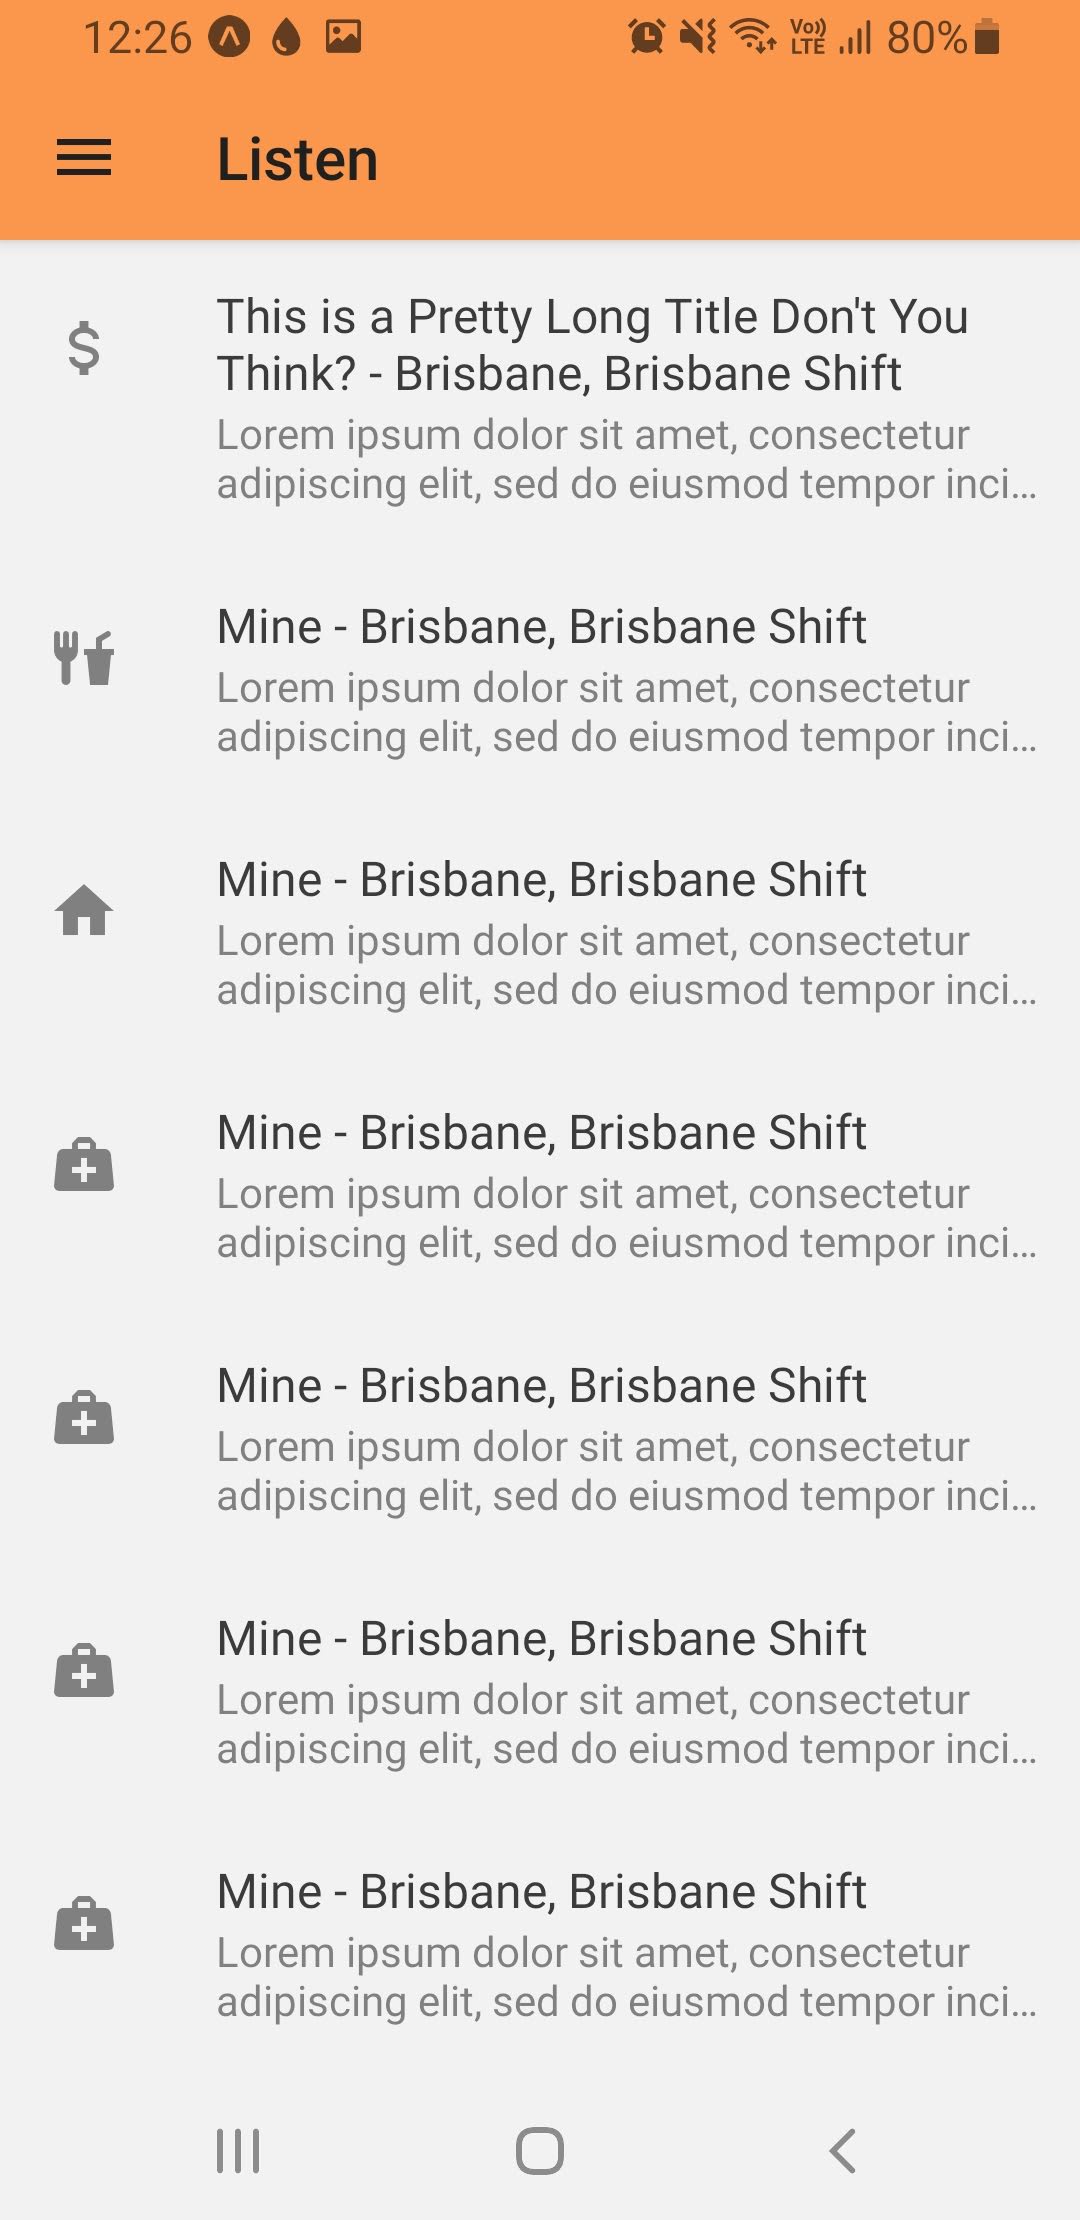 12:26 Vo)) LTE 80%
Listen
This is a Pretty Long Title Don't You
Think? - Brisbane, Brisbane Shift
Lorem ipsum dolor sit amet, consectetur
adipiscing elit, sed do eiusmod tempor inci…
Mine - Brisbane, Brisbane Shift
Lorem ipsum dolor sit amet, consectetur
adipiscing elit, sed do eiusmod tempor inci…
Mine - Brisbane, Brisbane Shift
Lorem ipsum dolor sit amet, consectetur
adipiscing elit, sed do eiusmod tempor inci…
Mine - Brisbane, Brisbane Shift
Lorem ipsum dolor sit amet, consectetur
adipiscing elit, sed do eiusmod tempor inci…
Mine - Brisbane, Brisbane Shift
Lorem ipsum dolor sit amet, consectetur
adipiscing elit, sed do eiusmod tempor inci…
Mine - Brisbane, Brisbane Shift
Lorem ipsum dolor sit amet, consectetur
adipiscing elit, sed do eiusmod tempor inci…
Mine - Brisbane, Brisbane Shift
Lorem ipsum dolor sit amet, consectetur
adipiscing elit, sed do eiusmod tempor inci…